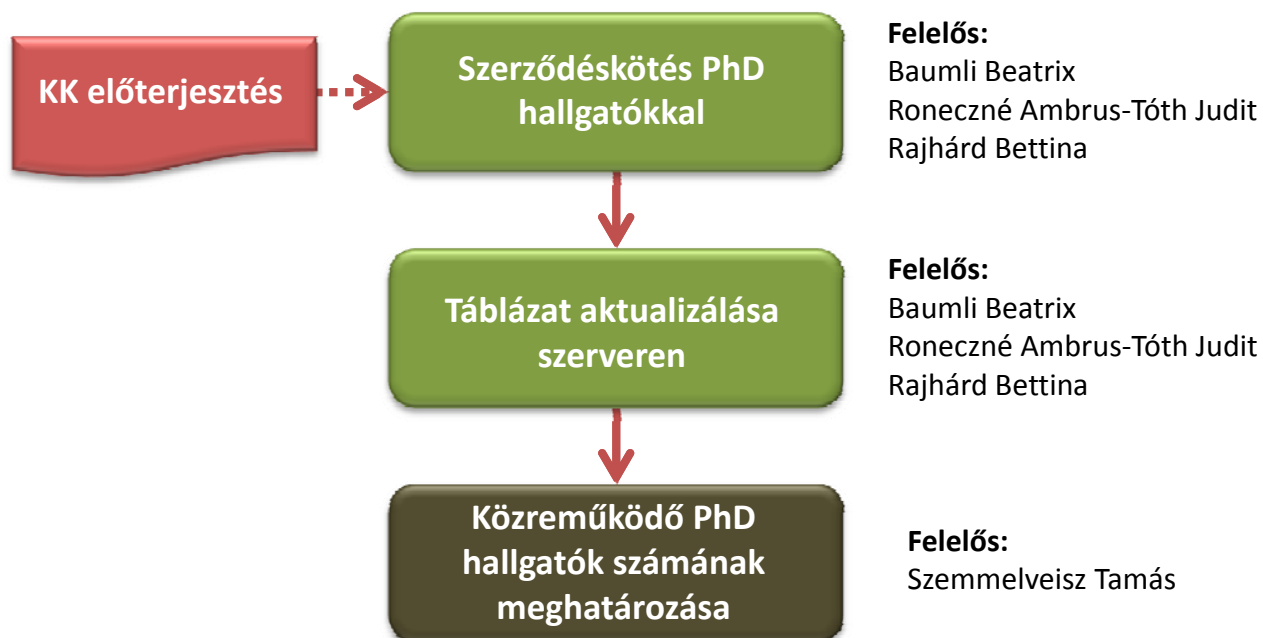 KK előterjesztés
Szerződéskötés PhD
hallgatókkal
Felelős:
Baumli Beatrix
Roneczné Ambrus-Tóth Judit
Rajhárd Bettina
Táblázat aktualizálása
szerveren
Felelős:
Baumli Beatrix
Roneczné Ambrus-Tóth Judit
Rajhárd Bettina
Közreműködő PhD
hallgatók számának
meghatározása
Felelős:
Szemmelveisz Tamás